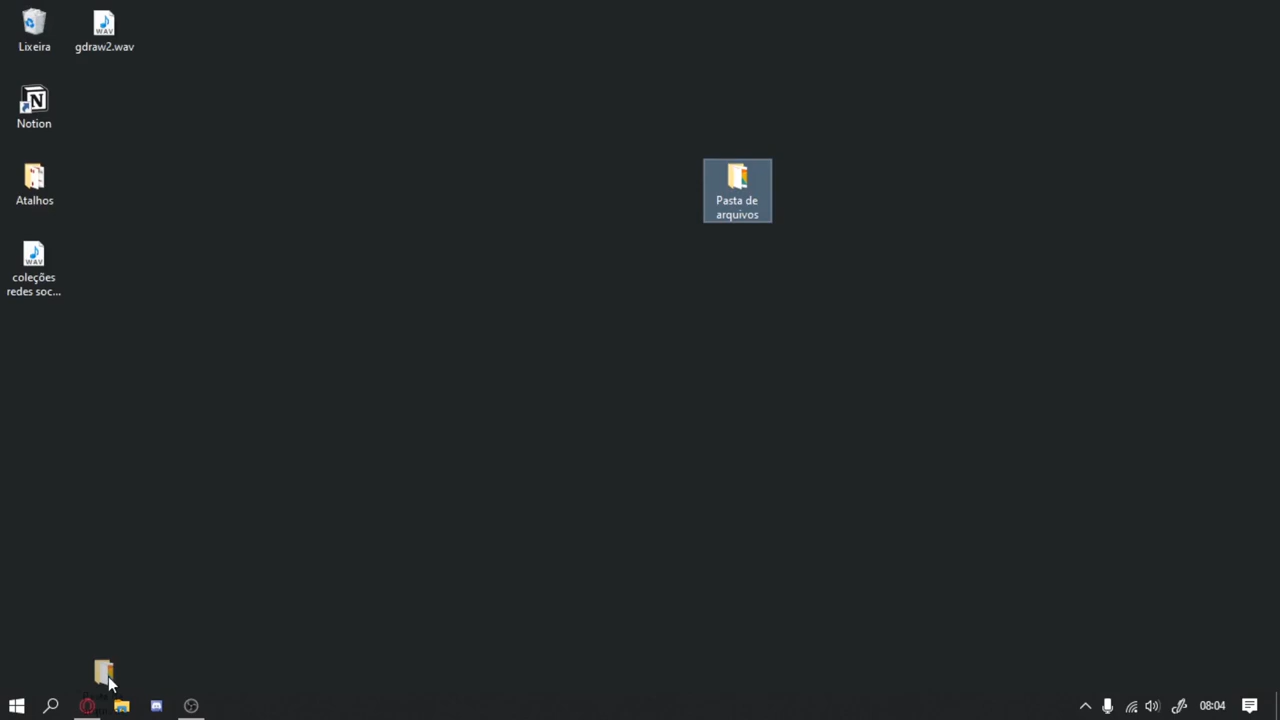 Lixeira
gdraw2.wav
Notion
Atalhos
coleções
redes soc...
Pasta de
arquivos
08:04